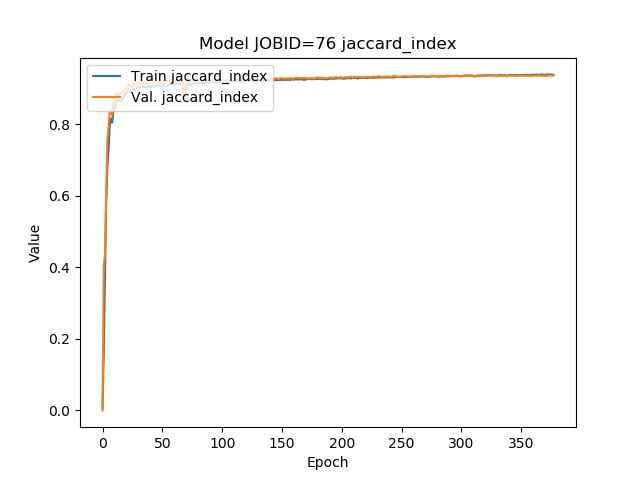 Model JOBID=76 jaccard_index
Train jaccard_index
Val. jaccard_index
0.8
0.6
0.4
0.2
0.0
Value
0 50 100 150 200 250 300 350
Epoch